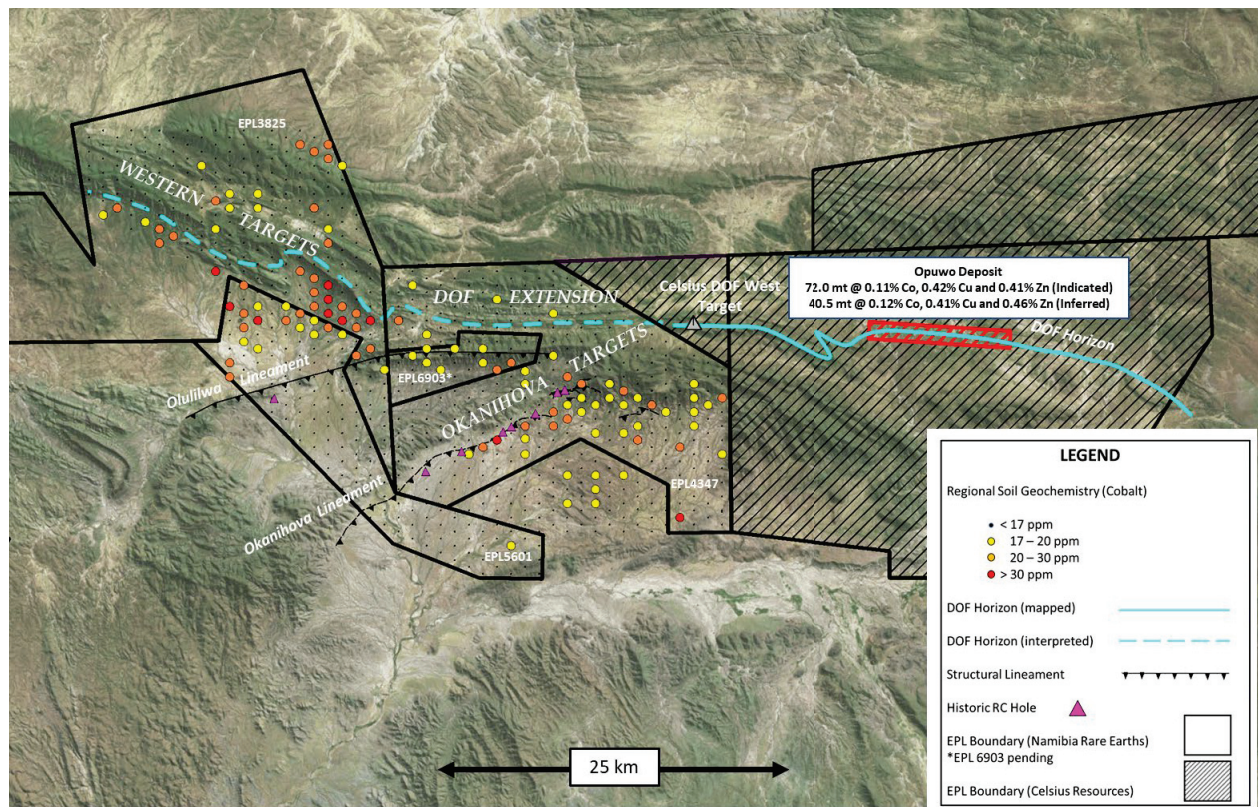 EPL3825
WESTERN TARGETS
Opuwo Deposit
72.0 mt @ 0.11% Co, 0.42% Cu and 0.41% Zn (Indicated)
40.5 mt @ 0.12% Co, 0.41% Cu and 0.46% Zn (Inferred)
DOF EXTENSION
Celsius DOF West
Target
DOF Horizon
Olulilwa Lineament
EPL6903*
OKANIHOVA TARGETS
Okanihova Lineament
EPL4347
EPL5601
25 km
LEGEND
Regional Soil Geochemistry (Cobalt)
< 17 ppm
17 – 20 ppm
20 – 30 ppm
> 30 ppm
DOF Horizon (mapped)
DOF Horizon (interpreted)
Structural Lineament
Historic RC Hole
EPL Boundary (Namibia Rare Earths)
*EPL 6903 pending
EPL Boundary (Celsius Resources)